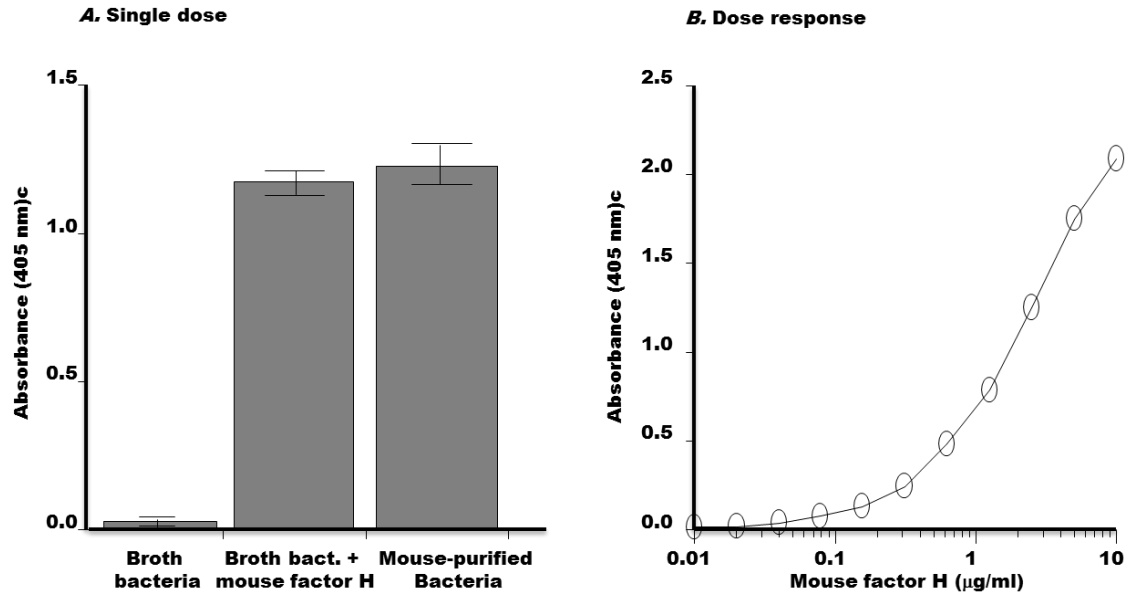 A. Single dose
1.5
1.0
0.5
0.0
Absorbance (405 nm)c
Broth bacteria
Broth bact. + mouse factor H
Mouse-purified Bacteria
B. Dose response
2.5
2.0
1.5
1.0
0.5
0.0
Absorbance (405 nm)c
0.01
0.1
1
10
Mouse factor H (μg/ml)